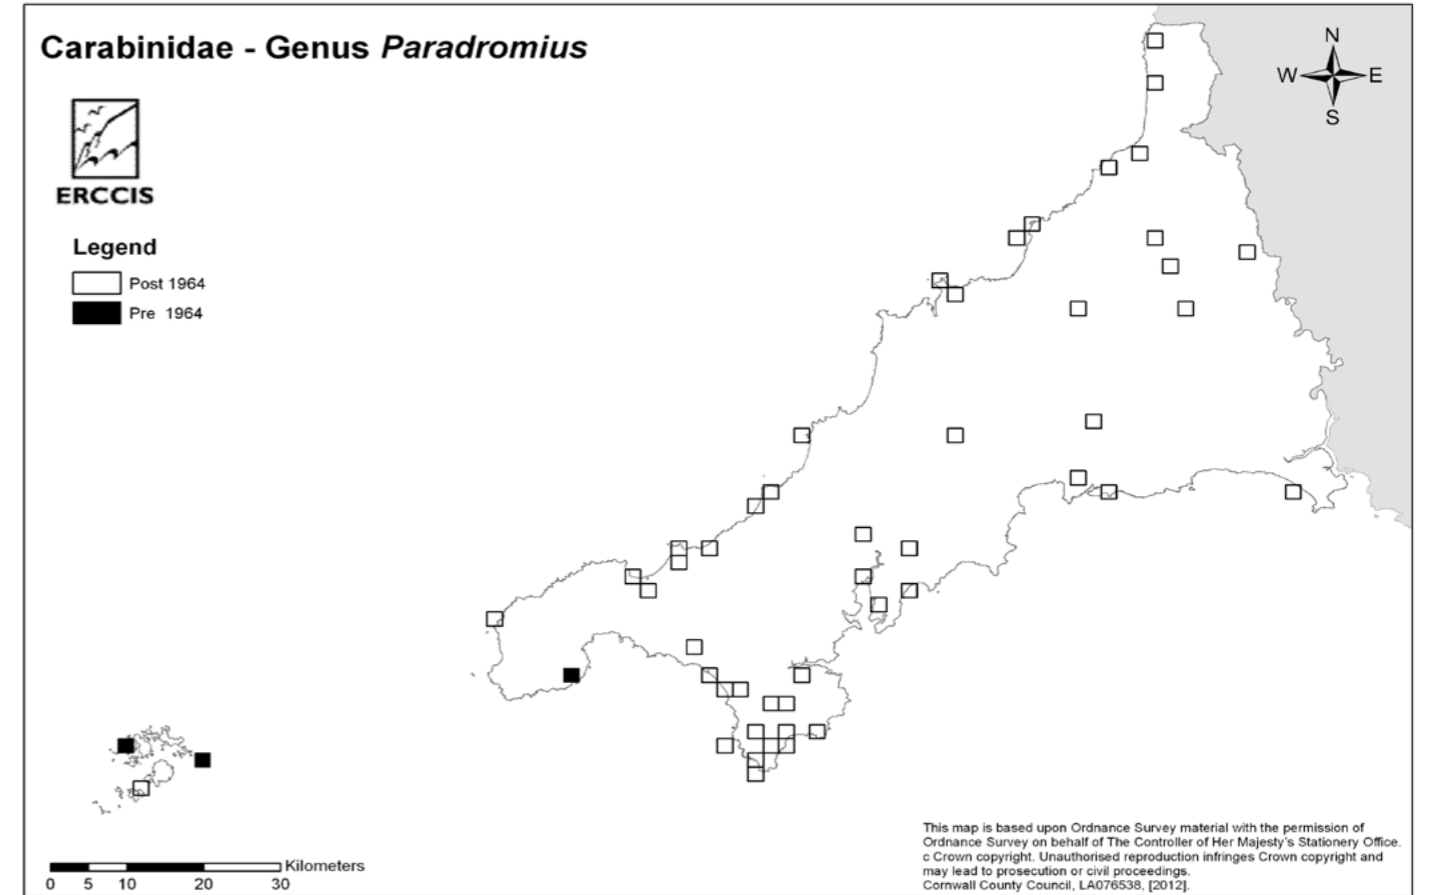 Carabinidae - Genus Paradromius
N
W E
S
ERCCIS
Legend
Post 1964
Pre 1964
Kilometers
0 5 10 20 30
This map is based upon Ordnance Survey material with the permission of
Ordnance Survey on behalf of The Controller of Her Majesty's Stationery Office.
c Crown copyright. Unauthorised reproduction infringes Crown copyright and
may lead to prosecution or civil proceedings.
Cornwall County Council, LA076538, [2012].